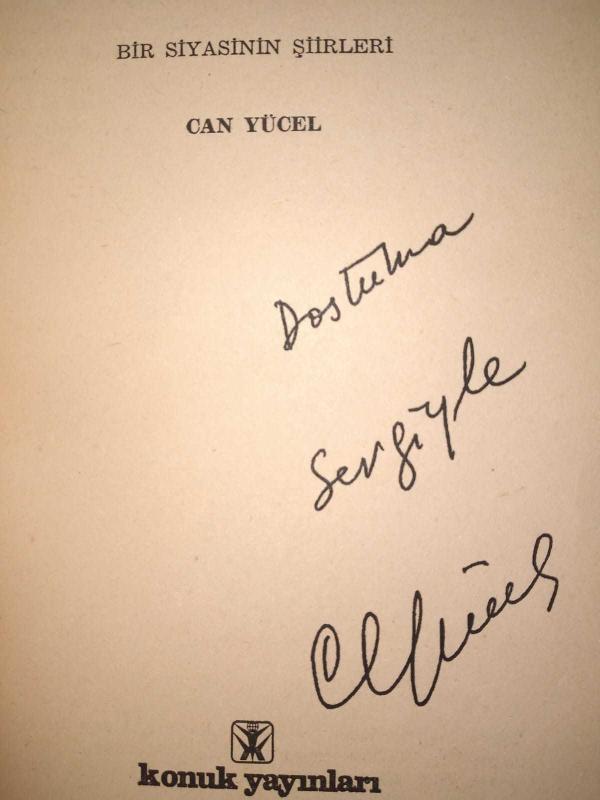 BİR SİYASİNİN ŞİİRLERİ
CAN YÜCEL
Dostuma
Sevgiyle
konuk yayınları